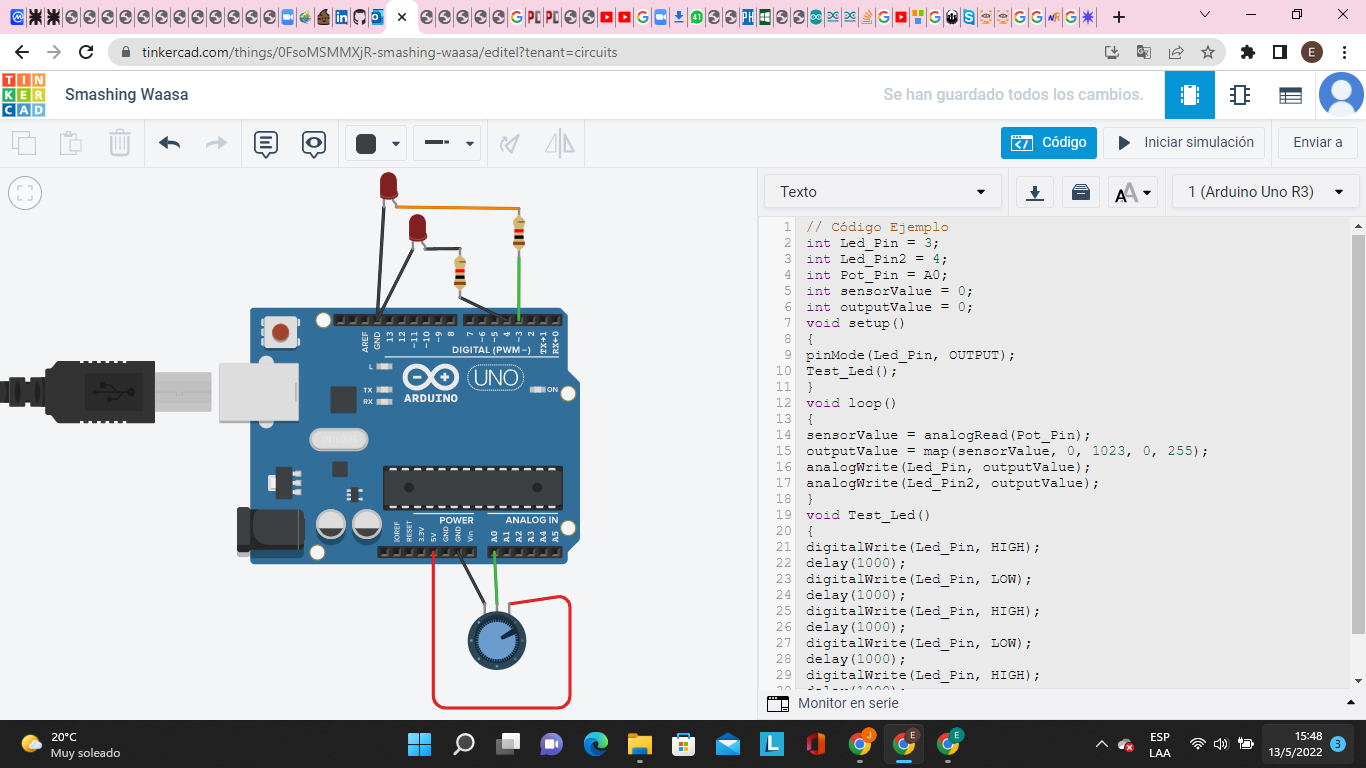 tinkercad.com/things/0FsoMSMMXjR-smashing-waasa/editel?tenant=circuits
E
TIN
KER
CAD
Smashing Waasa
Se han guardado todos los cambios.
Código
Iniciar simulación
Enviar a
Texto
1 (Arduino Uno R3)
AREF
GND
13
12
~11
~10
~9
8
7
~6
~5
4
~3
2
TX→1
RX←0
DIGITAL (PWM~)
L
TX
RX
UNO
ARDUINO
ON
POWER
ANALOG IN
IOREF
RESET
3.3V
5V
GND
GND
Vin
A0
A1
A2
A3
A4
A5
1 // Código Ejemplo
2 int Led_Pin = 3;
3 int Led_Pin2 = 4;
4 int Pot_Pin = A0;
5 int sensorValue = 0;
6 int outputValue = 0;
7 void setup()
8 {
9 pinMode(Led_Pin, OUTPUT);
10 Test_Led();
11 }
12 void loop()
13 {
14 sensorValue = analogRead(Pot_Pin);
15 outputValue = map(sensorValue, 0, 1023, 0, 255);
16 analogWrite(Led_Pin, outputValue);
17 analogWrite(Led_Pin2, outputValue);
18 }
19 void Test_Led()
20 {
21 digitalWrite(Led_Pin, HIGH);
22 delay(1000);
23 digitalWrite(Led_Pin, LOW);
24 delay(1000);
25 digitalWrite(Led_Pin, HIGH);
26 delay(1000);
27 digitalWrite(Led_Pin, LOW);
28 delay(1000);
29 digitalWrite(Led_Pin, HIGH);
Monitor en serie
20°C
Muy soleado
ESP
LAA
15:48
13/5/2022
3